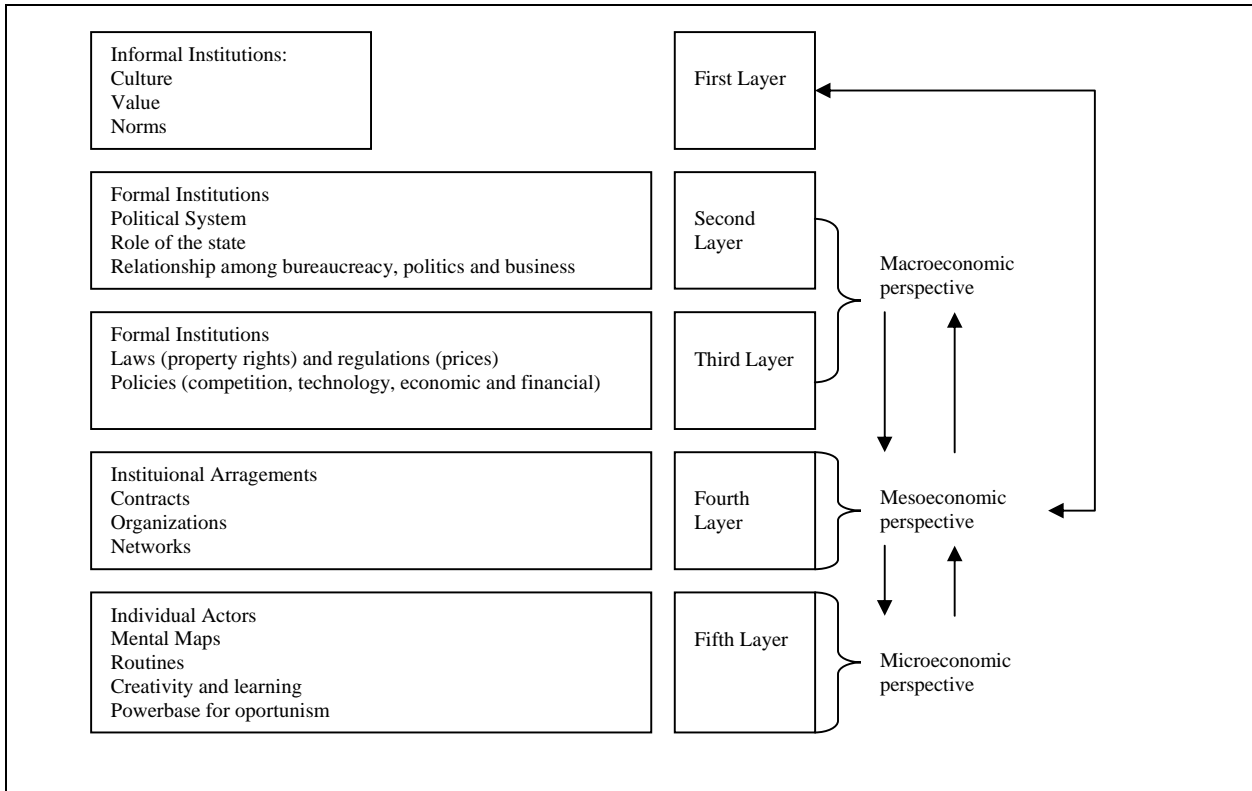 Informal Institutions:
Culture
Value
Norms
First Layer
Formal Institutions
Political System
Role of the state
Relationship among bureaucreacy, politics and business
Second
Layer
Macroeconomic
perspective
Formal Institutions
Laws (property rights) and regulations (prices)
Policies (competition, technology, economic and financial)
Third Layer
Instituional Arragements
Contracts
Organizations
Networks
Fourth
Layer
Mesoeconomic
perspective
Individual Actors
Mental Maps
Routines
Creativity and learning
Powerbase for oportunism
Fifth Layer
Microeconomic
perspective